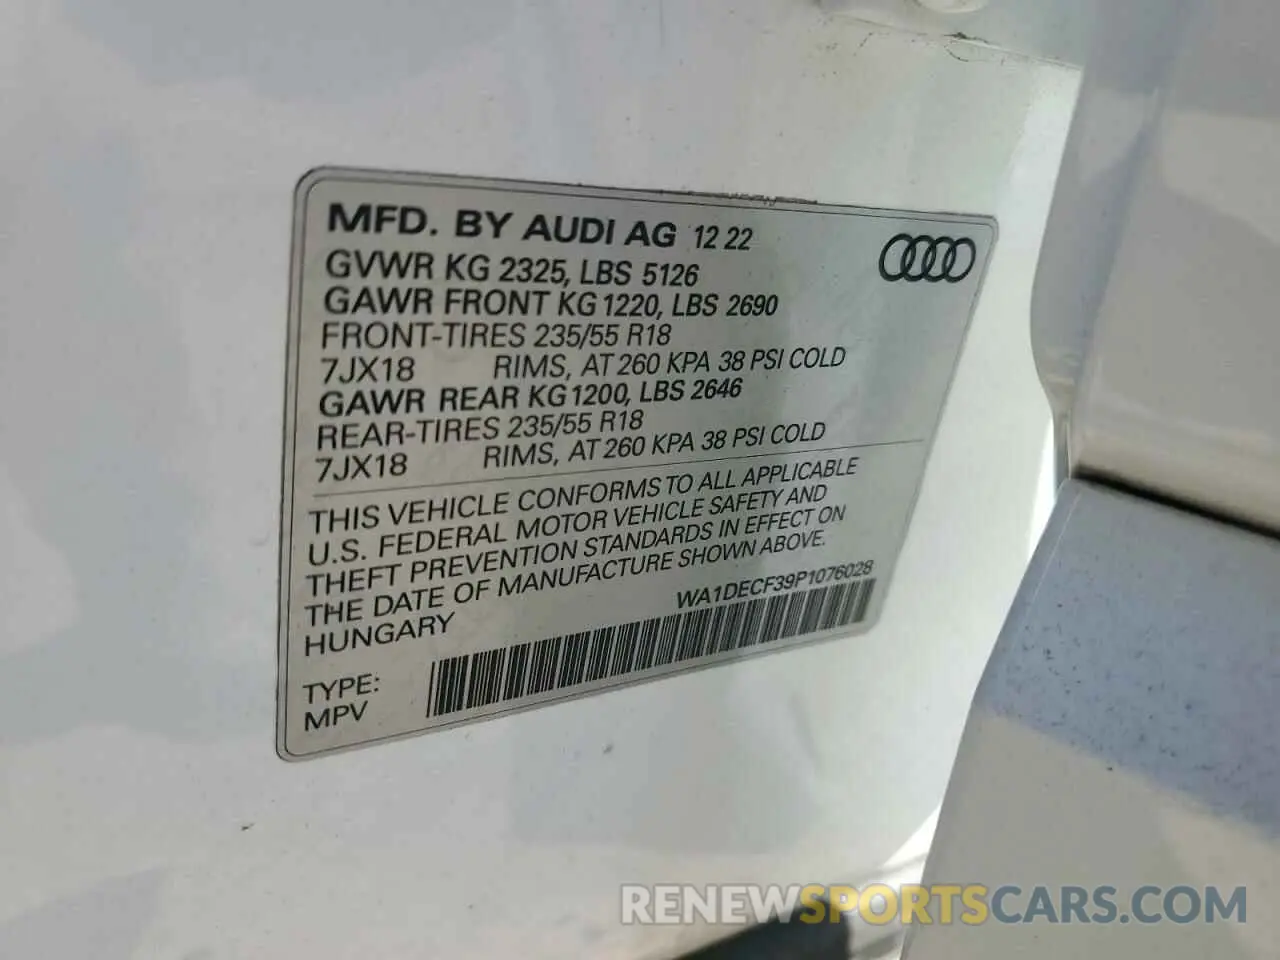 MFD. BY AUDI AG 12 22
GVWR KG 2325, LBS 5126
GAWR FRONT KG 1220, LBS 2690
FRONT-TIRES 235/55 R18
7JX18 RIMS, AT 260 KPA 38 PSI COLD
GAWR REAR KG 1200, LBS 2646
REAR-TIRES 235/55 R18
7JX18 RIMS, AT 260 KPA 38 PSI COLD
THIS VEHICLE CONFORMS TO ALL APPLICABLE
U.S. FEDERAL MOTOR VEHICLE SAFETY AND
THEFT PREVENTION STANDARDS IN EFFECT ON
THE DATE OF MANUFACTURE SHOWN ABOVE.
HUNGARY WA1DECF39P1076028
TYPE:
MPV
RENEWSPORTSCARS.COM